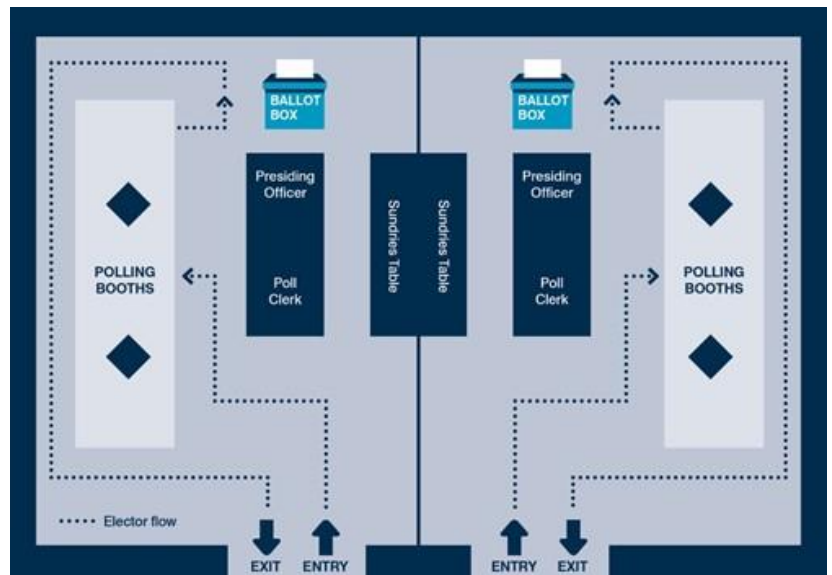 BALLOT
BOX
Presiding
Officer
Poll
Clerk
POLLING
BOOTHS
Sundries Table
Sundries Table
BALLOT
BOX
Presiding
Officer
Poll
Clerk
POLLING
BOOTHS
Elector flow
EXIT ENTRY
ENTRY EXIT